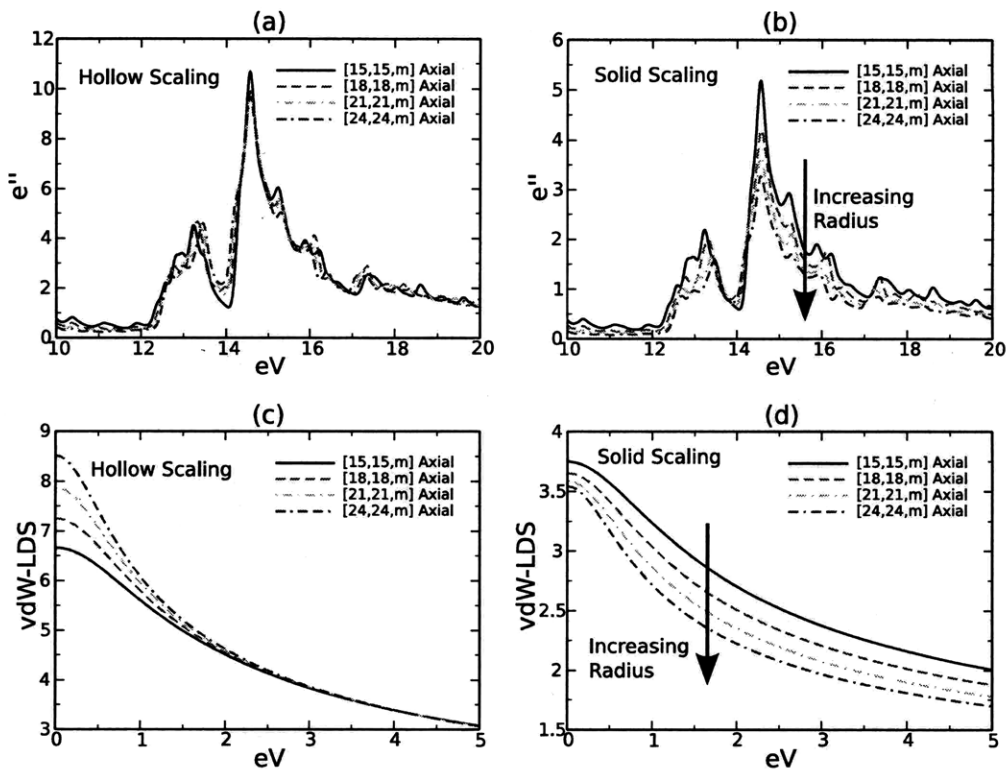 (a)
12
10
8
6
4
2
0
e''
Hollow Scaling
[15,15,m] Axial
[18,18,m] Axial
[21,21,m] Axial
[24,24,m] Axial
10 12 14 16 18 20
eV
(b)
6
5
4
3
2
1
0
e''
Solid Scaling
[15,15,m] Axial
[18,18,m] Axial
[21,21,m] Axial
[24,24,m] Axial
Increasing
Radius
10 12 14 16 18 20
eV
(c)
9
8
7
6
5
4
3
vdW-LDS
Hollow Scaling
[15,15,m] Axial
[18,18,m] Axial
[21,21,m] Axial
[24,24,m] Axial
0 1 2 3 4 5
eV
(d)
4
3.5
3
2.5
2
1.5
vdW-LDS
Solid Scaling
[15,15,m] Axial
[18,18,m] Axial
[21,21,m] Axial
[24,24,m] Axial
Increasing
Radius
0 1 2 3 4 5
eV